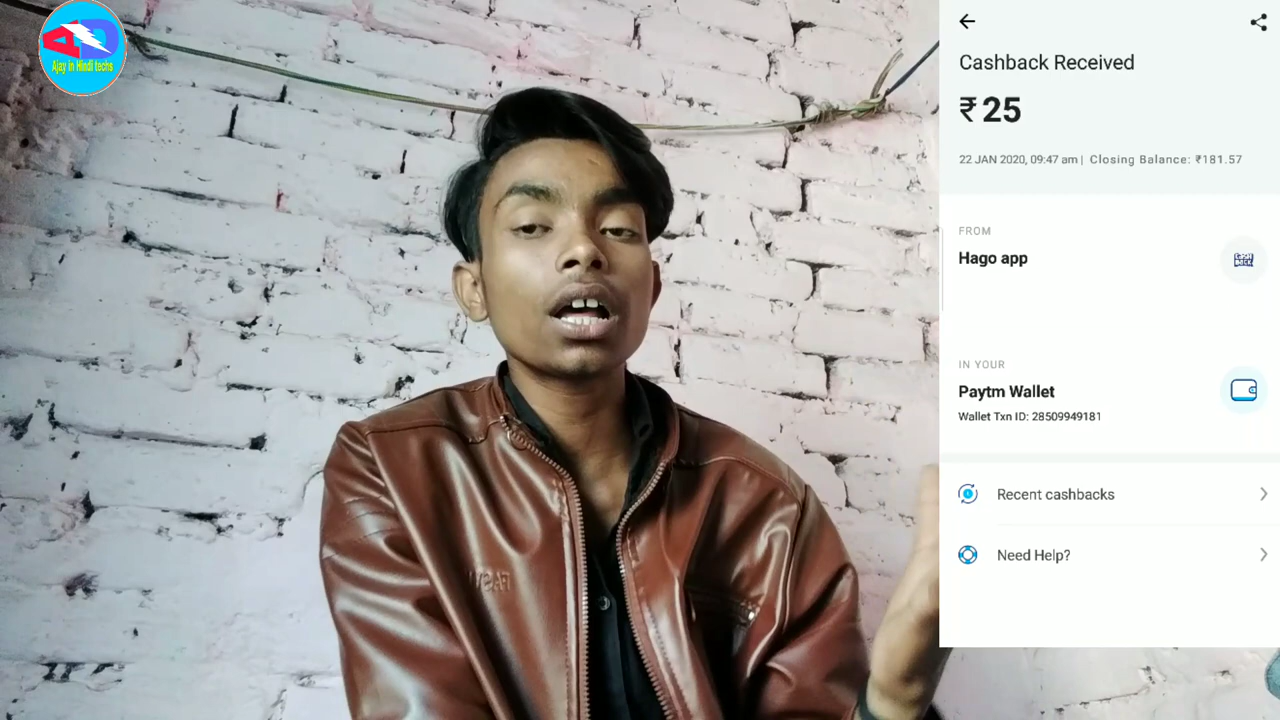 AD
Ajay in Hindi techs
Cashback Received
₹25
22 JAN 2020, 09:47 am | Closing Balance: ₹181.57
FROM
Hago app
IN YOUR
Paytm Wallet
Wallet Txn ID: 28509949181
Recent cashbacks
Need Help?